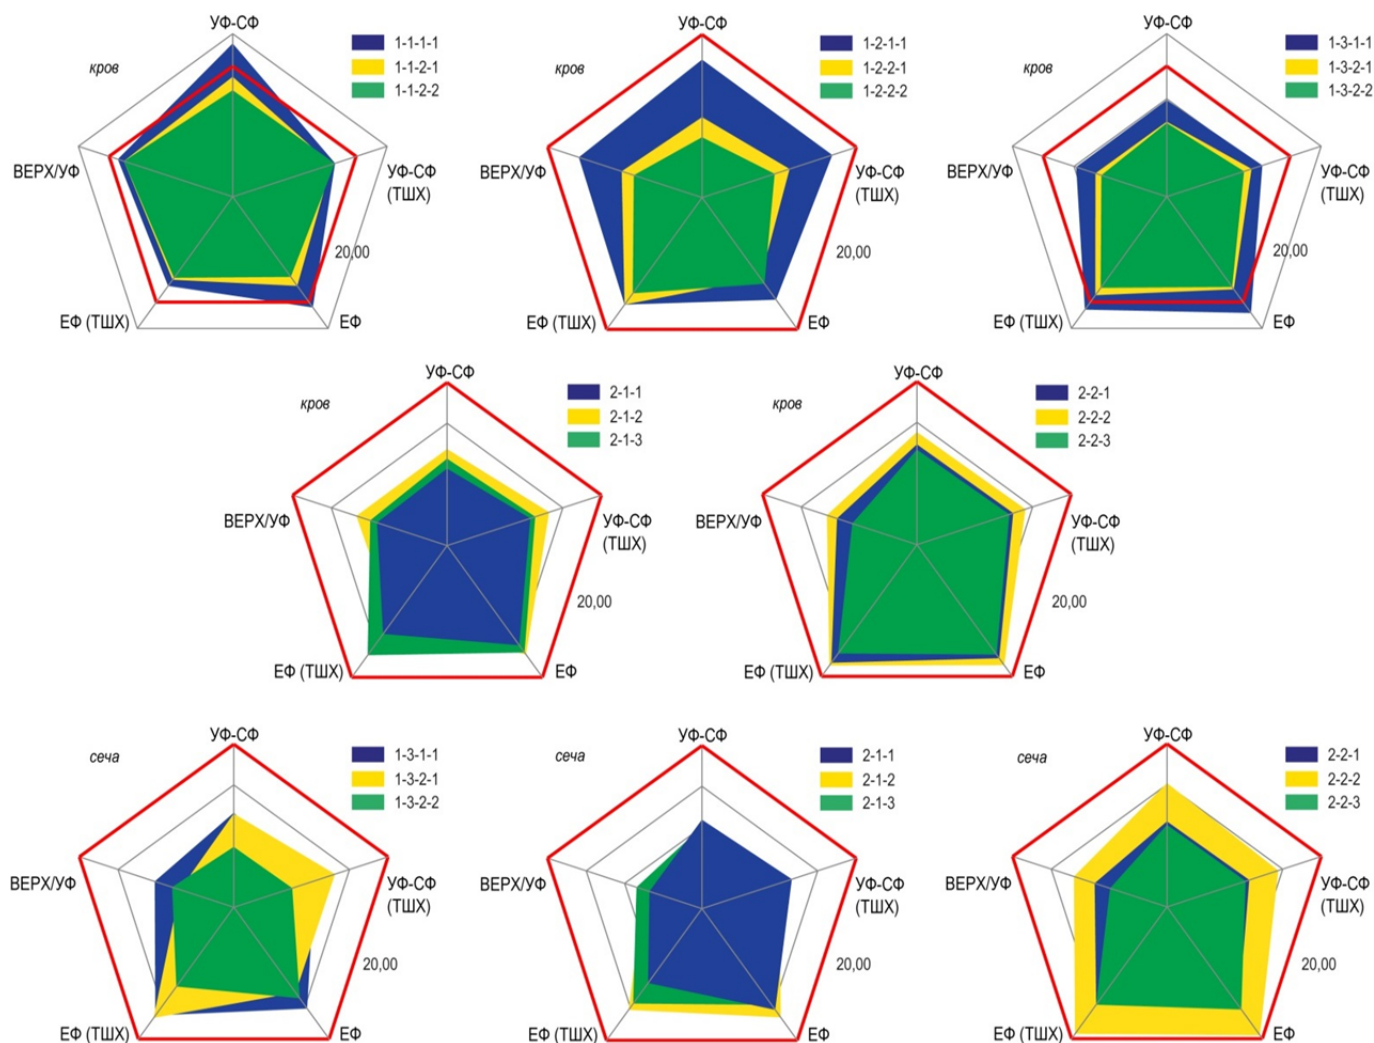 УФ-СФ
кров
1-1-1-1
1-1-2-1
1-1-2-2
ВЕРХ/УФ
УФ-СФ
(ТШХ)
20,00
ЕФ (ТШХ)
ЕФ
УФ-СФ
кров
1-2-1-1
1-2-2-1
1-2-2-2
ВЕРХ/УФ
УФ-СФ
(ТШХ)
20,00
ЕФ (ТШХ)
ЕФ
УФ-СФ
кров
1-3-1-1
1-3-2-1
1-3-2-2
ВЕРХ/УФ
УФ-СФ
(ТШХ)
20,00
ЕФ (ТШХ)
ЕФ
УФ-СФ
кров
2-1-1
2-1-2
2-1-3
ВЕРХ/УФ
УФ-СФ
(ТШХ)
20,00
ЕФ (ТШХ)
ЕФ
УФ-СФ
кров
2-2-1
2-2-2
2-2-3
ВЕРХ/УФ
УФ-СФ
(ТШХ)
20,00
ЕФ (ТШХ)
ЕФ
УФ-СФ
сеча
1-3-1-1
1-3-2-1
1-3-2-2
ВЕРХ/УФ
УФ-СФ
(ТШХ)
20,00
ЕФ (ТШХ)
ЕФ
УФ-СФ
сеча
2-1-1
2-1-2
2-1-3
ВЕРХ/УФ
УФ-СФ
(ТШХ)
20,00
ЕФ (ТШХ)
ЕФ
УФ-СФ
сеча
2-2-1
2-2-2
2-2-3
ВЕРХ/УФ
УФ-СФ
(ТШХ)
20,00
ЕФ (ТШХ)
ЕФ